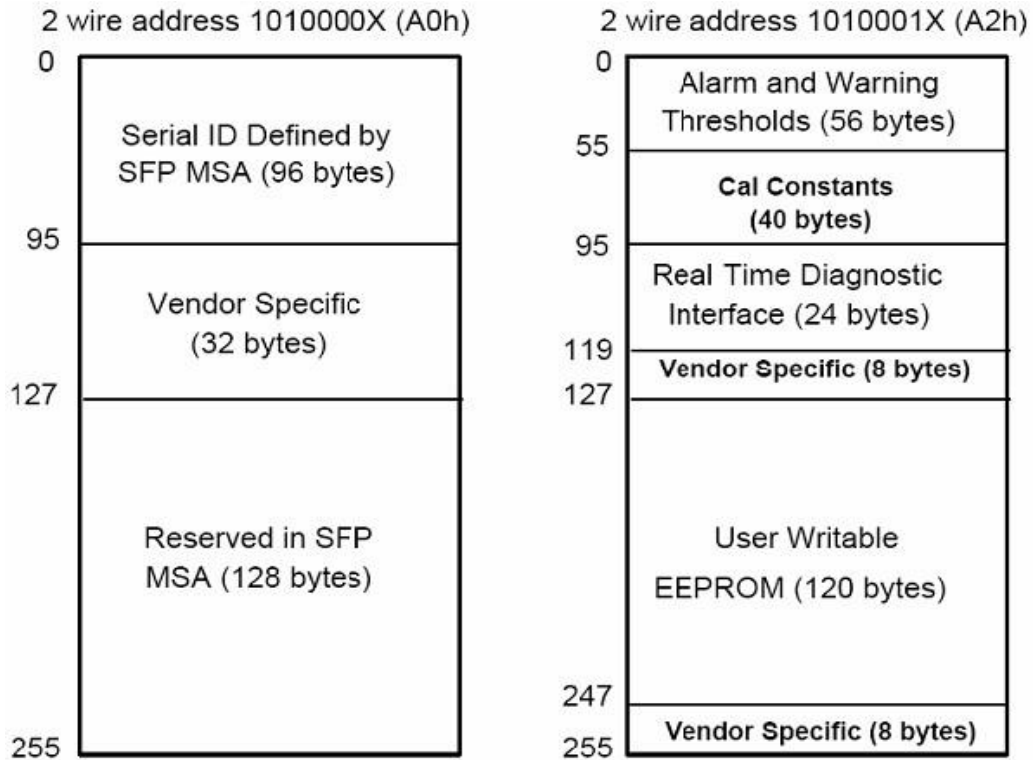 2 wire address 1010000X (A0h)
0
Serial ID Defined by
SFP MSA (96 bytes)
95
Vendor Specific
(32 bytes)
127
Reserved in SFP
MSA (128 bytes)
255
2 wire address 1010001X (A2h)
0
Alarm and Warning
Thresholds (56 bytes)
55
Cal Constants
(40 bytes)
95
Real Time Diagnostic
Interface (24 bytes)
119
Vendor Specific (8 bytes)
127
User Writable
EEPROM (120 bytes)
247
Vendor Specific (8 bytes)
255